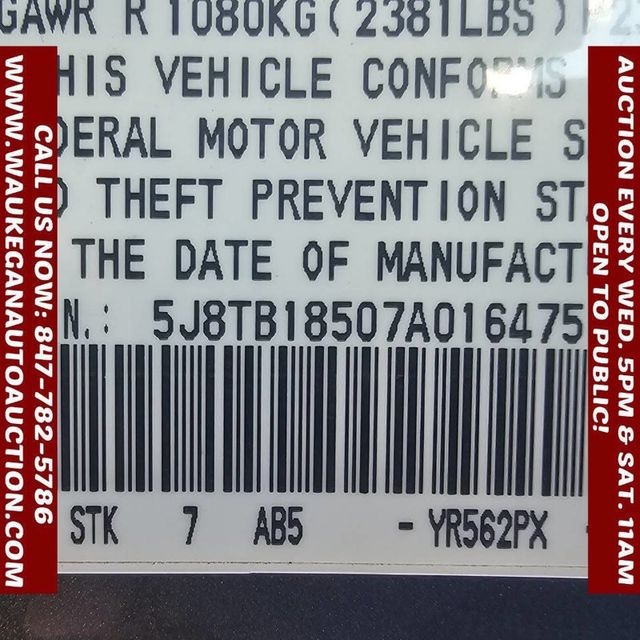 GAWR R 1080KG(2381LBS)
HIS VEHICLE CONFORMS
DERAL MOTOR VEHICLE S
THEFT PREVENTION ST
THE DATE OF MANUFACT
N.: 5J8TB18507A016475
STK 7 AB5 - YR562PX -
CALL US NOW: 847-782-5786
WWW.WAUKEGANAUTOAUCTION.COM
AUCTION EVERY WED. 5PM & SAT. 11AM
OPEN TO PUBLIC!